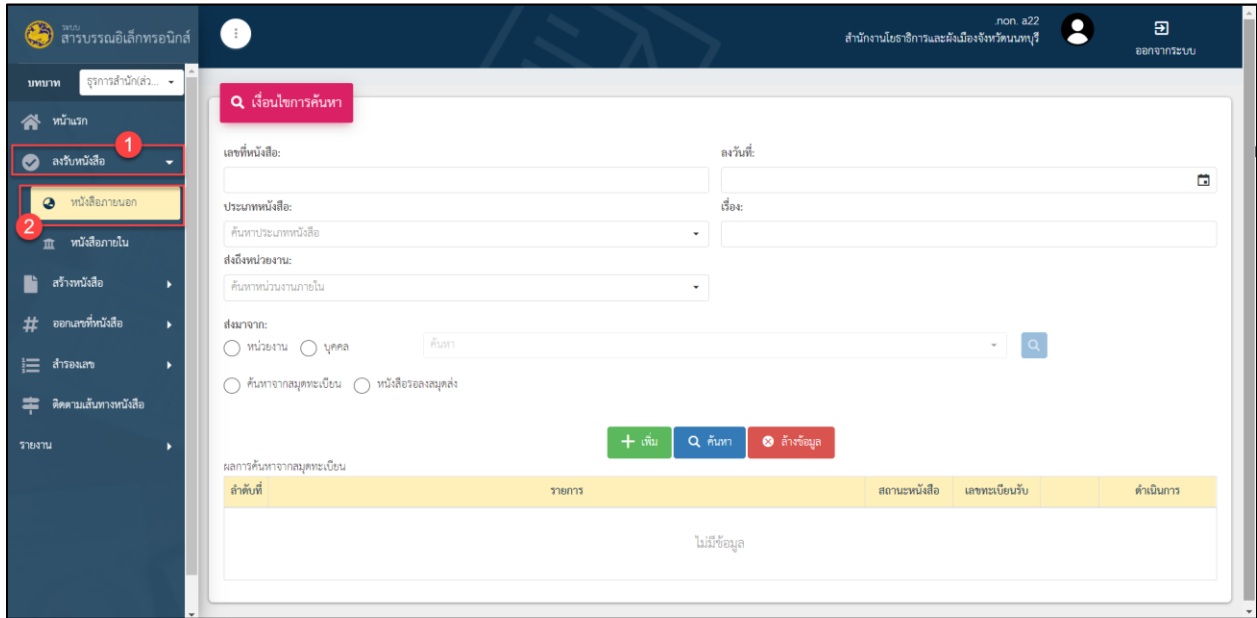 ระบบ
สารบรรณอิเล็กทรอนิกส์
.non. a22
สำนักงานโยธาธิการและผังเมืองจังหวัดนนทบุรี
ออกจากระบบ
บทบาท
ธุรการสำนัก(ส่ว...
หน้าแรก
1
ลงรับหนังสือ
2
หนังสือภายนอก
หนังสือภายใน
สร้างหนังสือ
ออกเลขที่หนังสือ
สำรองเลข
ติดตามเส้นทางหนังสือ
รายงาน
เงื่อนไขการค้นหา
เลขที่หนังสือ:
ลงวันที่:
ประเภทหนังสือ:
เรื่อง:
ค้นหาประเภทหนังสือ
ส่งถึงหน่วยงาน:
ค้นหาหน่วนงานภายใน
ส่งมาจาก:
หน่วยงาน บุคคล ค้นหา
ค้นหาจากสมุดทะเบียน หนังสือรอลงสมุดส่ง
เพิ่ม ค้นหา ล้างข้อมูล
ผลการค้นหาจากสมุดทะเบียน
ลำดับที่ รายการ สถานะหนังสือ เลขทะเบียนรับ ดำเนินการ
ไม่มีข้อมูล